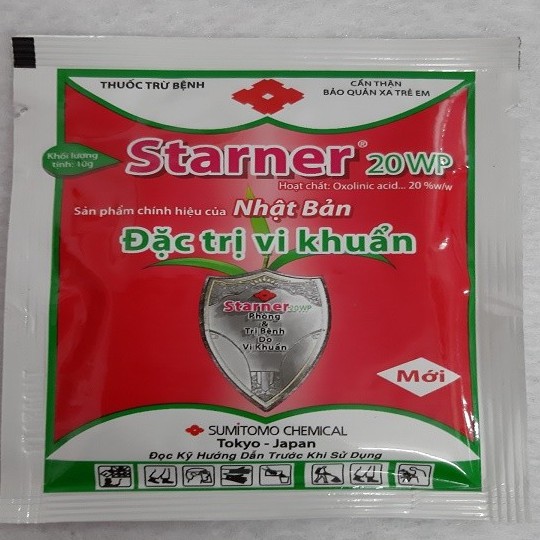 THUỐC TRỪ BỆNH
CẨN THẬN
BẢO QUẢN XA TRẺ EM
Khối lượng
tịnh: 10g
Starner® 20WP
Hoạt chất: Oxolinic acid... 20 %w/w
Sản phẩm chính hiệu của Nhật Bản
Đặc trị vi khuẩn
Starner 20WP
Phòng
&
Trị Bệnh
Do
Vi Khuẩn
Mới
SUMITOMO CHEMICAL
Tokyo - Japan
Đọc Kỹ Hướng Dẫn Trước Khi Sử Dụng